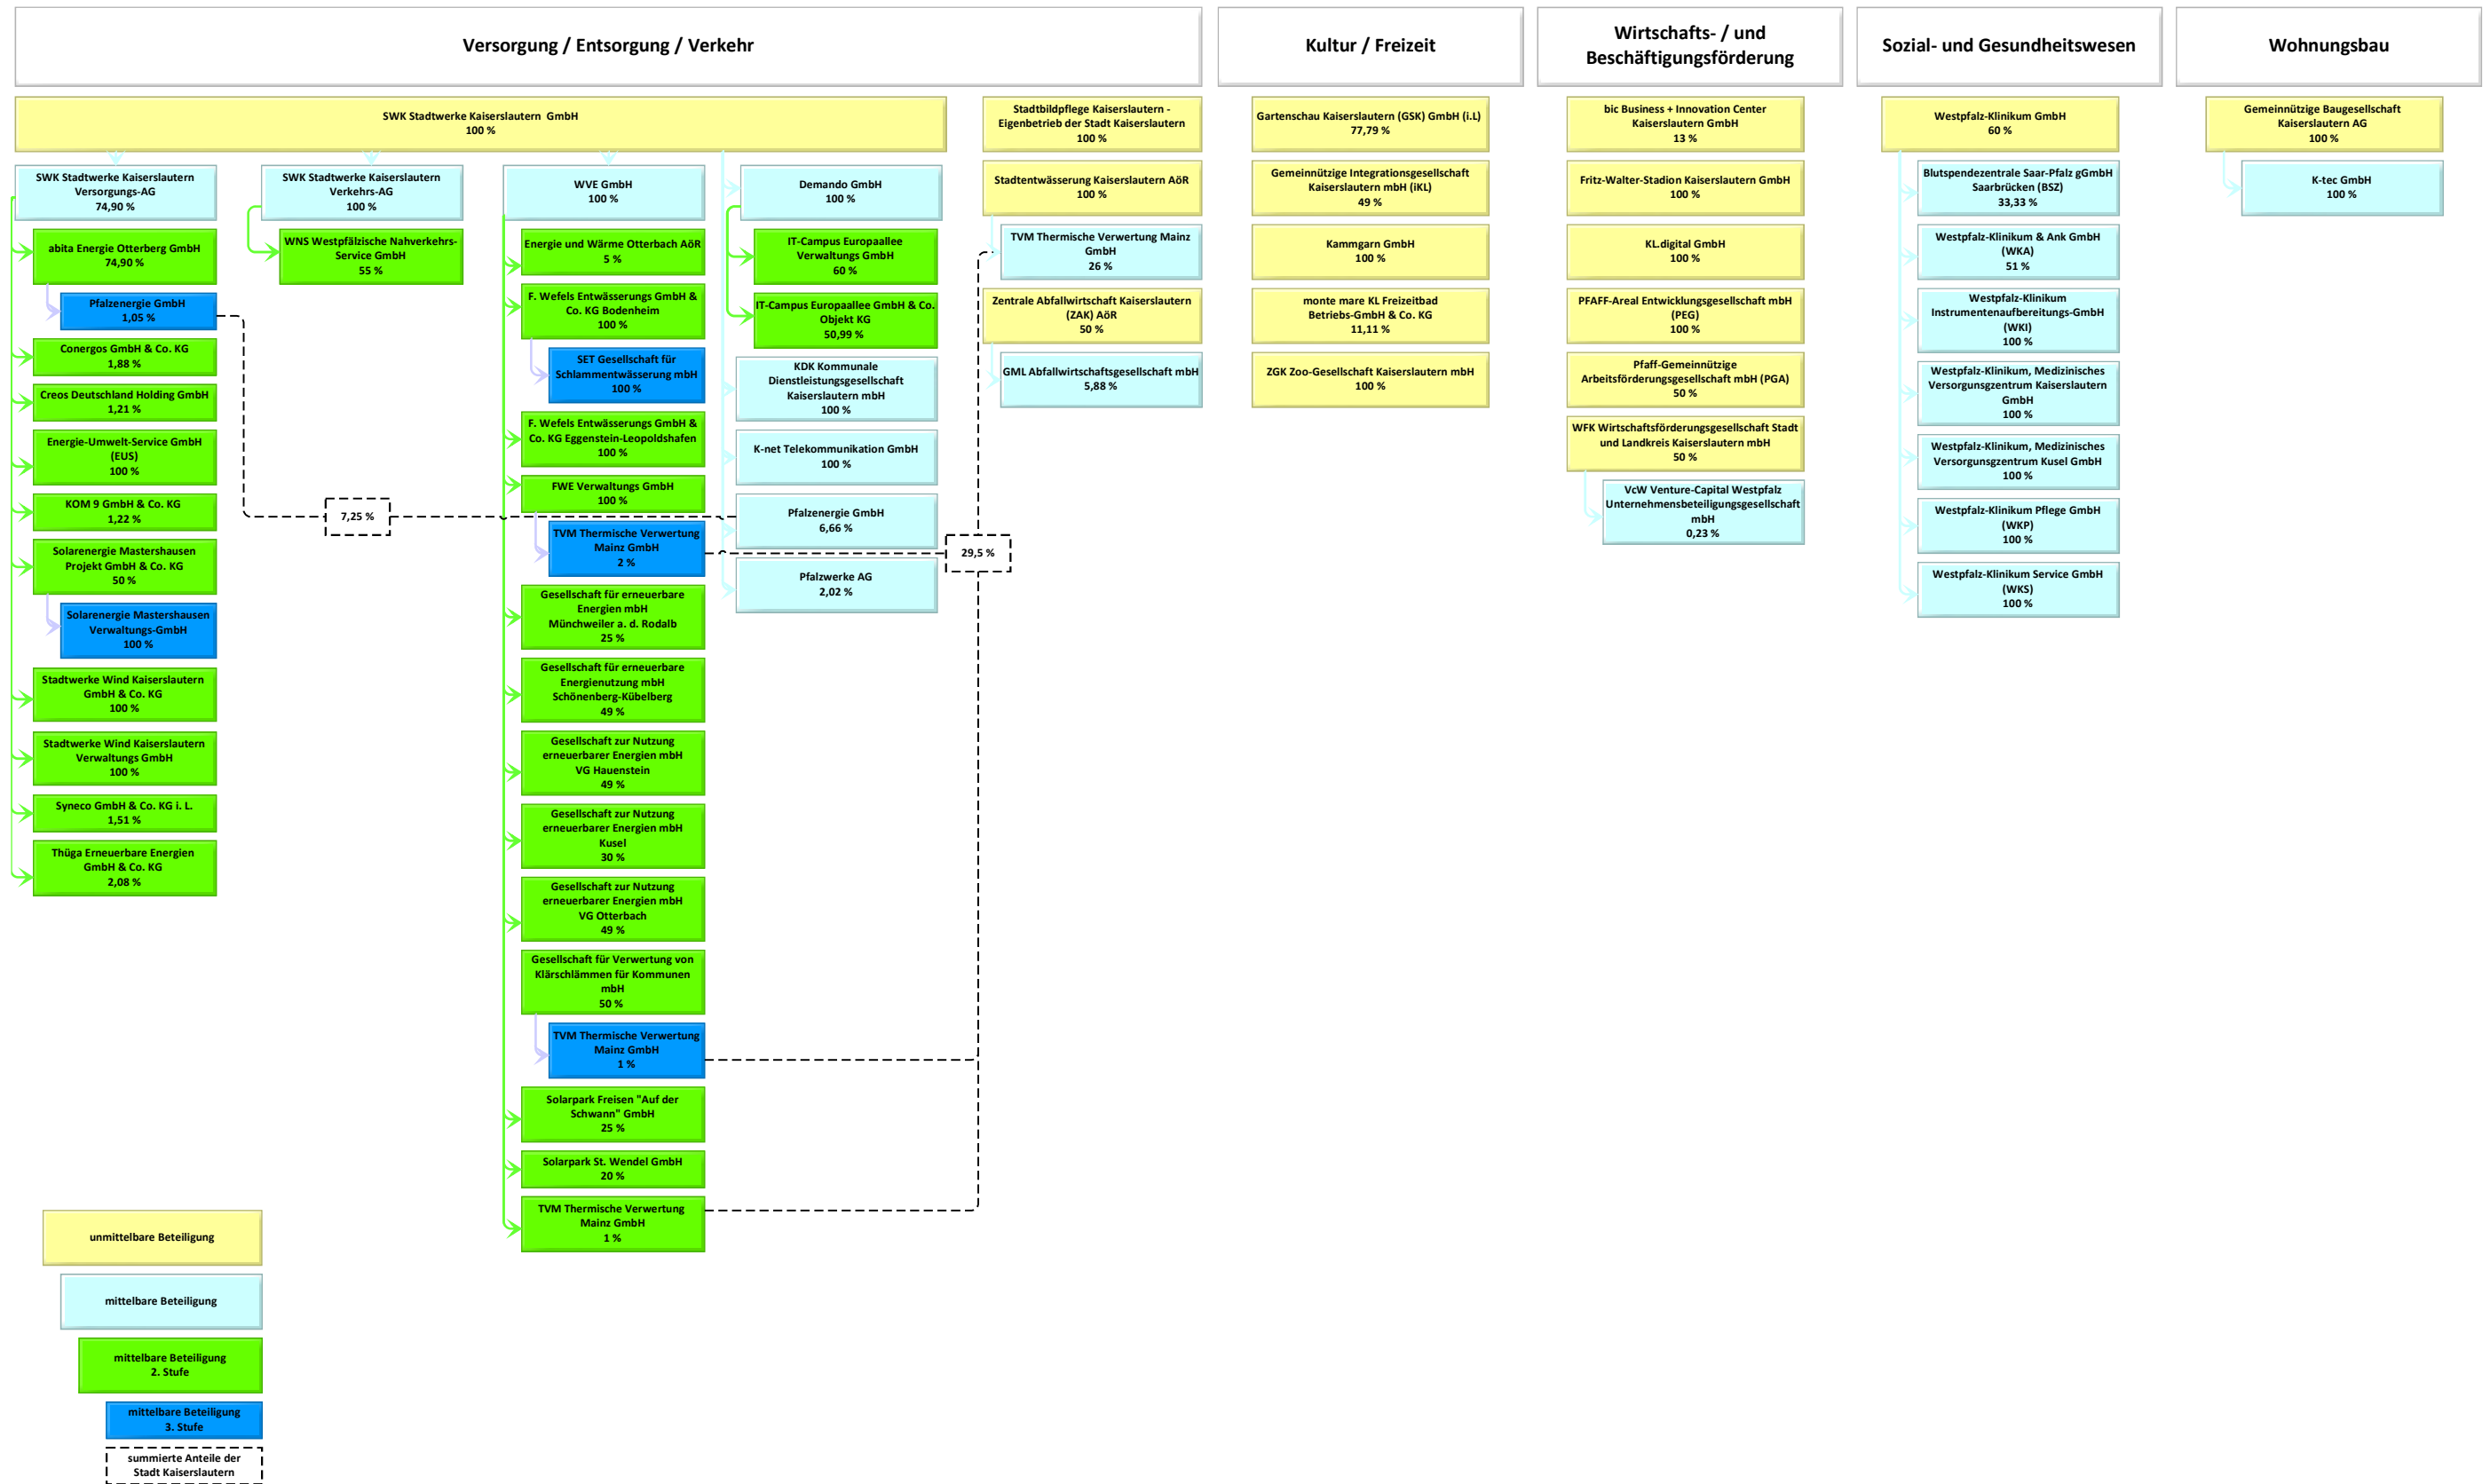 Versorgung / Entsorgung / Verkehr
Kultur / Freizeit
Wirtschafts- / und
Beschäftigungsförderung
Sozial- und Gesundheitswesen
Wohnungsbau
SWK Stadtwerke Kaiserslautern GmbH
100 %
SWK Stadtwerke Kaiserslautern
Versorgungs-AG
74,90 %
abita Energie Otterberg GmbH
74,90 %
Pfalzenergie GmbH
1,05 %
Conergos GmbH & Co. KG
1,88 %
Creos Deutschland Holding GmbH
1,21 %
Energie-Umwelt-Service GmbH
(EUS)
100 %
KOM 9 GmbH & Co. KG
1,22 %
Solarenergie Mastershausen
Projekt GmbH & Co. KG
50 %
Solarenergie Mastershausen
Verwaltungs-GmbH
100 %
Stadtwerke Wind Kaiserslautern
GmbH & Co. KG
100 %
Stadtwerke Wind Kaiserslautern
Verwaltungs GmbH
100 %
Syneco GmbH & Co. KG i. L.
1,51 %
Thüga Erneuerbare Energien
GmbH & Co. KG
2,08 %
SWK Stadtwerke Kaiserslautern
Verkehrs-AG
100 %
WNS Westpfälzische Nahverkehrs-
Service GmbH
55 %
7,25 %
WVE GmbH
100 %
Energie und Wärme Otterbach AöR
5 %
F. Wefels Entwässerungs GmbH &
Co. KG Bodenheim
100 %
SET Gesellschaft für
Schlammentwässerung mbH
100 %
F. Wefels Entwässerungs GmbH &
Co. KG Eggenstein-Leopoldshafen
100 %
FWE Verwaltungs GmbH
100 %
TVM Thermische Verwertung
Mainz GmbH
2 %
Gesellschaft für erneuerbare
Energien mbH
Münchweiler a. d. Rodalb
25 %
Gesellschaft für erneuerbare
Energienutzung mbH
Schönenberg-Kübelberg
49 %
Gesellschaft zur Nutzung
erneuerbarer Energien mbH
VG Hauenstein
49 %
Gesellschaft zur Nutzung
erneuerbarer Energien mbH
Kusel
30 %
Gesellschaft zur Nutzung
erneuerbarer Energien mbH
VG Otterbach
49 %
Gesellschaft für Verwertung von
Klärschlämmen für Kommunen
mbH
50 %
TVM Thermische Verwertung
Mainz GmbH
1 %
Solarpark Freisen "Auf der
Schwann" GmbH
25 %
Solarpark St. Wendel GmbH
20 %
TVM Thermische Verwertung
Mainz GmbH
1 %
Demando GmbH
100 %
IT-Campus Europaallee
Verwaltungs GmbH
60 %
IT-Campus Europaallee GmbH & Co.
Objekt KG
50,99 %
KDK Kommunale
Dienstleistungsgesellschaft
Kaiserslautern mbH
100 %
K-net Telekommunikation GmbH
100 %
Pfalzenergie GmbH
6,66 %
Pfalzwerke AG
2,02 %
29,5 %
Stadtbildpflege Kaiserslautern -
Eigenbetrieb der Stadt Kaiserslautern
100 %
Stadtentwässerung Kaiserslautern AöR
100 %
TVM Thermische Verwertung Mainz
GmbH
26 %
Zentrale Abfallwirtschaft Kaiserslautern
(ZAK) AöR
50 %
GML Abfallwirtschaftsgesellschaft mbH
5,88 %
Gartenschau Kaiserslautern (GSK) GmbH (i.L)
77,79 %
Gemeinnützige Integrationsgesellschaft
Kaiserslautern mbH (iKL)
49 %
Kammgarn GmbH
100 %
monte mare KL Freizeitbad
Betriebs-GmbH & Co. KG
11,11 %
ZGK Zoo-Gesellschaft Kaiserslautern mbH
100 %
bic Business + Innovation Center
Kaiserslautern GmbH
13 %
Fritz-Walter-Stadion Kaiserslautern GmbH
100 %
KL.digital GmbH
100 %
PFAFF-Areal Entwicklungsgesellschaft mbH
(PEG)
100 %
Pfaff-Gemeinnützige
Arbeitsförderungsgesellschaft mbH (PGA)
50 %
WFK Wirtschaftsförderungsgesellschaft Stadt
und Landkreis Kaiserslautern mbH
50 %
VcW Venture-Capital Westpfalz
Unternehmensbeteiligungsgesellschaft
mbH
0,23 %
Westpfalz-Klinikum GmbH
60 %
Blutspendezentrale Saar-Pfalz gGmbH
Saarbrücken (BSZ)
33,33 %
Westpfalz-Klinikum & Ank GmbH
(WKA)
51 %
Westpfalz-Klinikum
Instrumentenaufbereitungs-GmbH
(WKI)
100 %
Westpfalz-Klinikum, Medizinisches
Versorgungszentrum Kaiserslautern
GmbH
100 %
Westpfalz-Klinikum, Medizinisches
Versorunsgzentrum Kusel GmbH
100 %
Westpfalz-Klinikum Pflege GmbH
(WKP)
100 %
Westpfalz-Klinikum Service GmbH
(WKS)
100 %
Gemeinnützige Baugesellschaft
Kaiserslautern AG
100 %
K-tec GmbH
100 %
unmittelbare Beteiligung
mittelbare Beteiligung
mittelbare Beteiligung
2. Stufe
mittelbare Beteiligung
3. Stufe
summierte Anteile der
Stadt Kaiserslautern